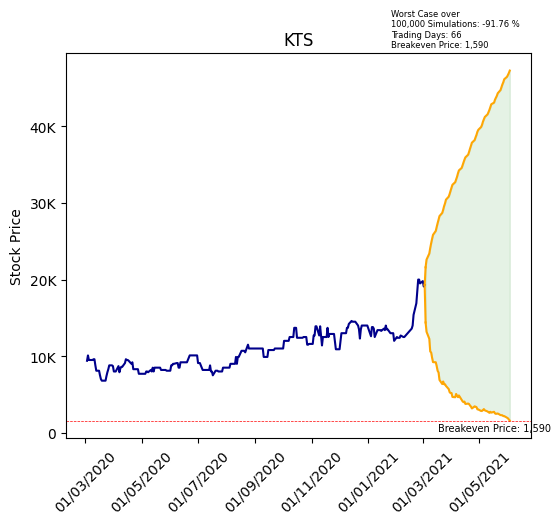 Worst Case over
100,000 Simulations: -91.76 %
Trading Days: 66
Breakeven Price: 1,590
KTS
Stock Price
40K
30K
20K
10K
0
Breakeven Price: 1,590
01/03/2020
01/05/2020
01/07/2020
01/09/2020
01/11/2020
01/01/2021
01/03/2021
01/05/2021